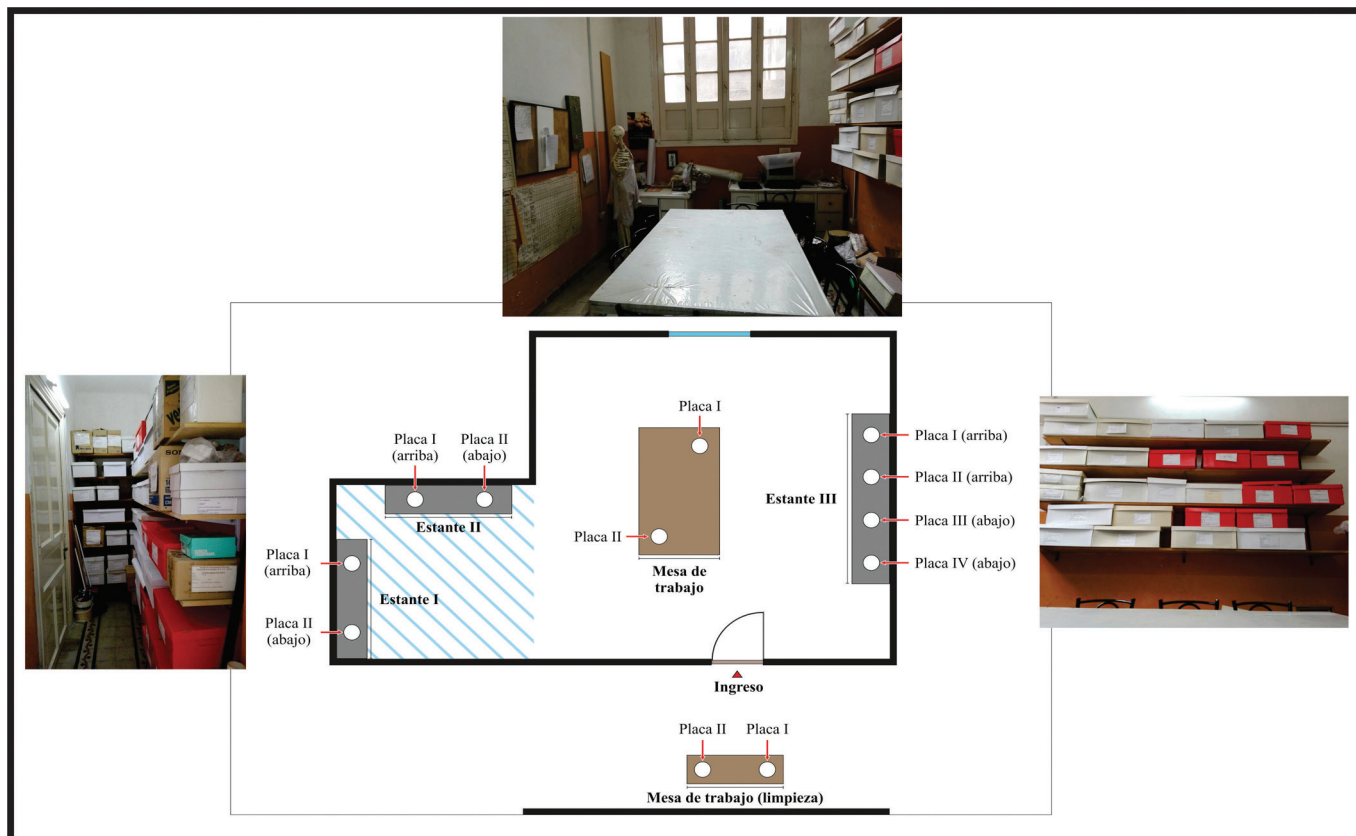 Placa I
Placa I
(arriba)
Placa II
(abajo)
Placa I (arriba)
Placa II (arriba)
Estante III
Estante II
Placa III (abajo)
Placa II
Placa I
(arriba)
Placa IV (abajo)
Mesa de
trabajo
Estante I
Placa II
(abajo)
Ingreso
Placa II
Placa I
Mesa de trabajo (limpieza)